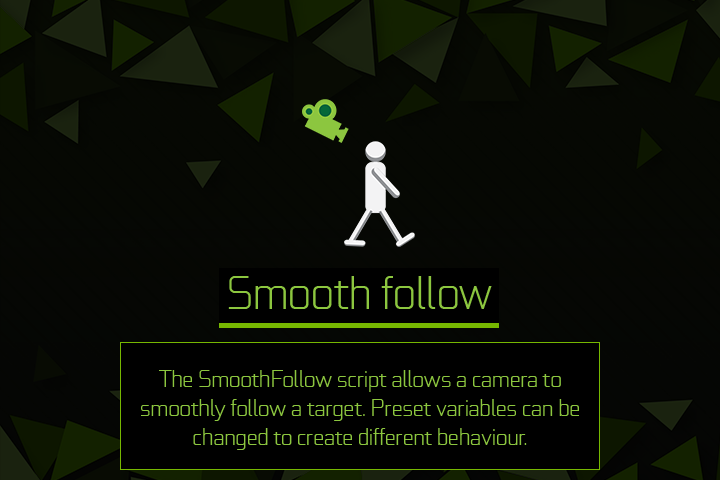 Smooth follow
The SmoothFollow script allows a camera to
smoothly follow a target. Preset variables can be
changed to create different behaviour.